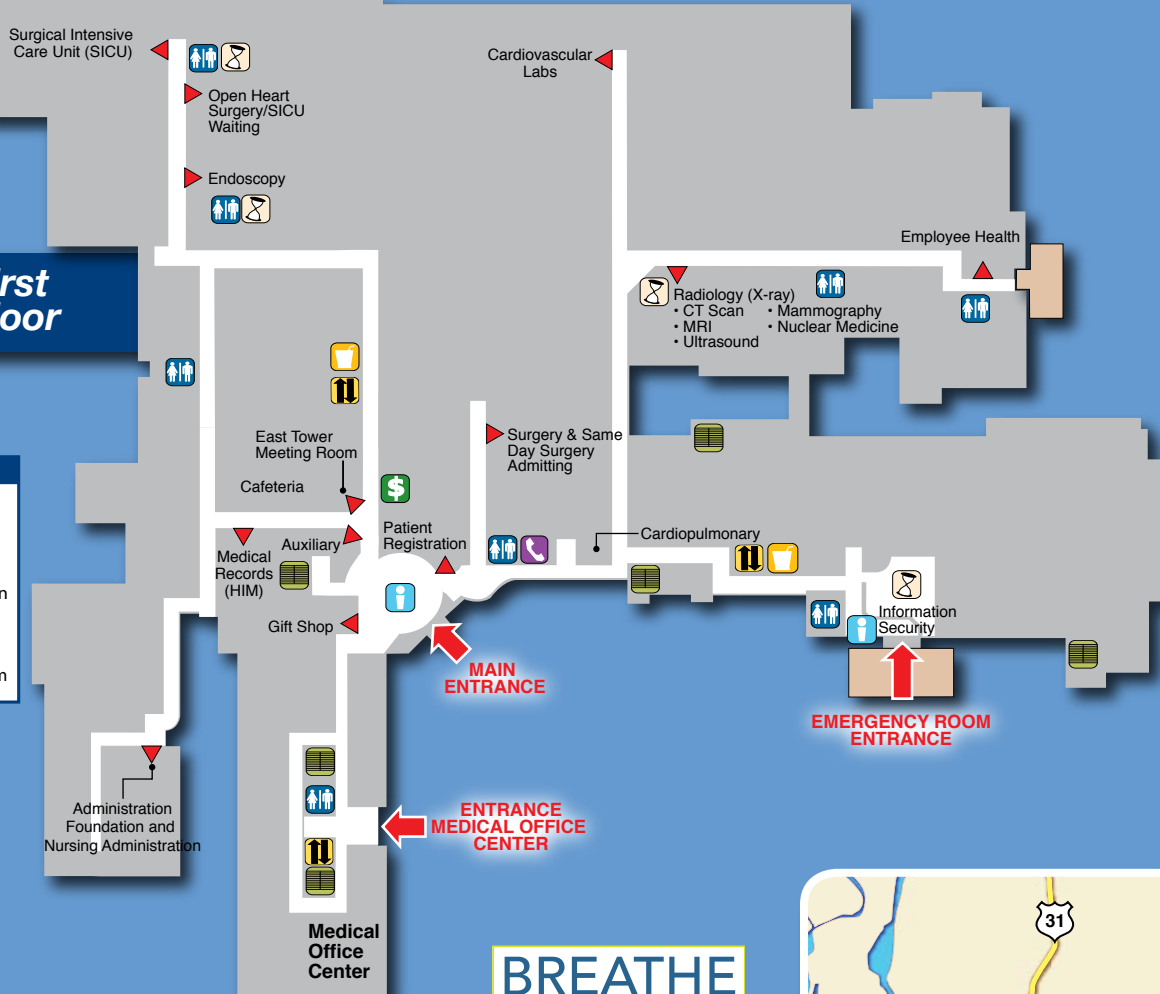 Surgical Intensive
Care Unit (SICU)
Open Heart
Surgery/SICU
Waiting
Endoscopy
Cardiovascular
Labs
Employee Health
Radiology (X-ray)
• CT Scan
• MRI
• Ultrasound
• Mammography
• Nuclear Medicine
rst
oor
East Tower
Meeting Room
Cafeteria
$
Surgery & Same
Day Surgery
Admitting
Medical
Records
(HIM)
Auxiliary
Patient
Registration
Cardiopulmonary
Gift Shop
Information
Security
n
m
MAIN
ENTRANCE
EMERGENCY ROOM
ENTRANCE
Administration
Foundation and
Nursing Administration
ENTRANCE
MEDICAL OFFICE
CENTER
Medical
Office
Center
BREATHE
31